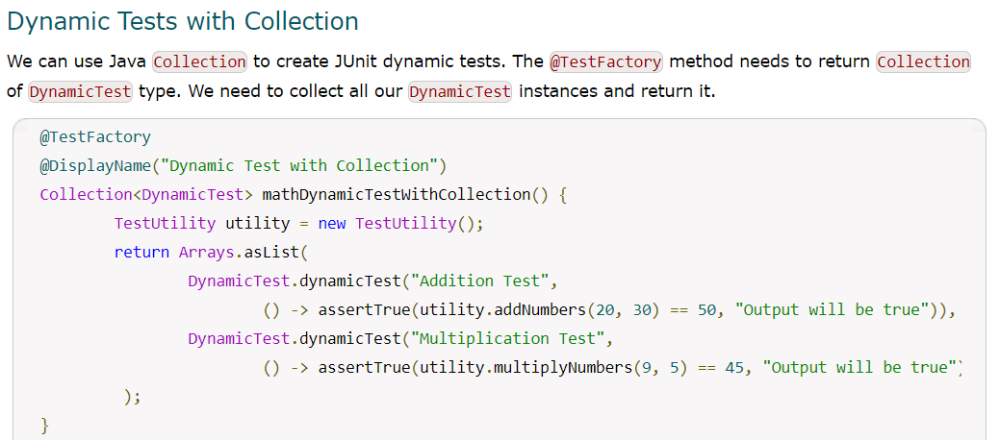 Dynamic Tests with Collection
We can use Java Collection to create JUnit dynamic tests. The @TestFactory method needs to return Collection
of DynamicTest type. We need to collect all our DynamicTest instances and return it.
@TestFactory
@DisplayName("Dynamic Test with Collection")
Collection<DynamicTest> mathDynamicTestWithCollection() {
TestUtility utility = new TestUtility();
return Arrays.asList(
DynamicTest.dynamicTest("Addition Test",
() -> assertTrue(utility.addNumbers(20, 30) == 50, "Output will be true")),
DynamicTest.dynamicTest("Multiplication Test",
() -> assertTrue(utility.multiplyNumbers(9, 5) == 45, "Output will be true")
);
}